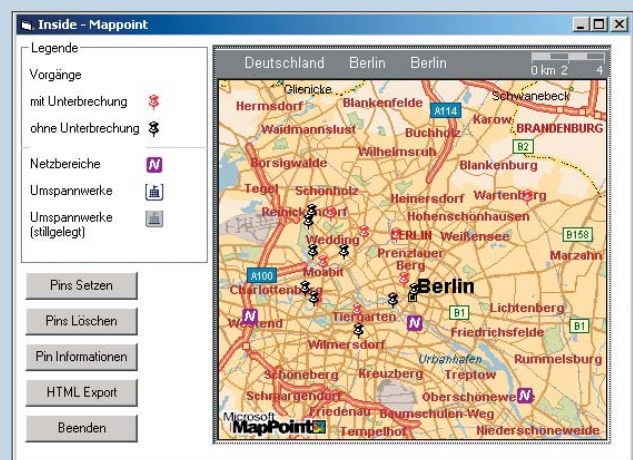 Inside - Mappoint
Legende
Vorgänge
mit Unterbrechung
ohne Unterbrechung
Netzbereiche
N
Umspannwerke
Umspannwerke
(stillgelegt)
Pins Setzen
Pins Löschen
Pin Informationen
HTML Export
Beenden
Deutschland Berlin Berlin
0 km 2 4
Glienicke
Schwanebeck
Hermsdorf
Blankenfelde
A114
Karow
BRANDENBURG
Waidmannslust
Buchholz
B2
Wilhelmsruh
Borsigwalde
Blankenburg
Tegel
Schönholz
Heinersdorf
Wartenberg
Reinickendorf
Hohenschönhausen
Wedding
BERLIN
Weißensee
B158
Prenzlauer
Berg
Marzahn
A100
Moabit
Charlottenburg
Berlin
N
Westend
Tiergarten
N
B1
Lichtenberg
B1
Friedrichsfelde
Wilmersdorf
Urbanhafen
Rummelsburg
Schöneberg
Kreuzberg
Treptow
Schmargendorf
Oberschöneweide
N
Microsoft
MapPoint
Friedenau
Baumschulen-Weg
Tempelhof
Niederschöneweide